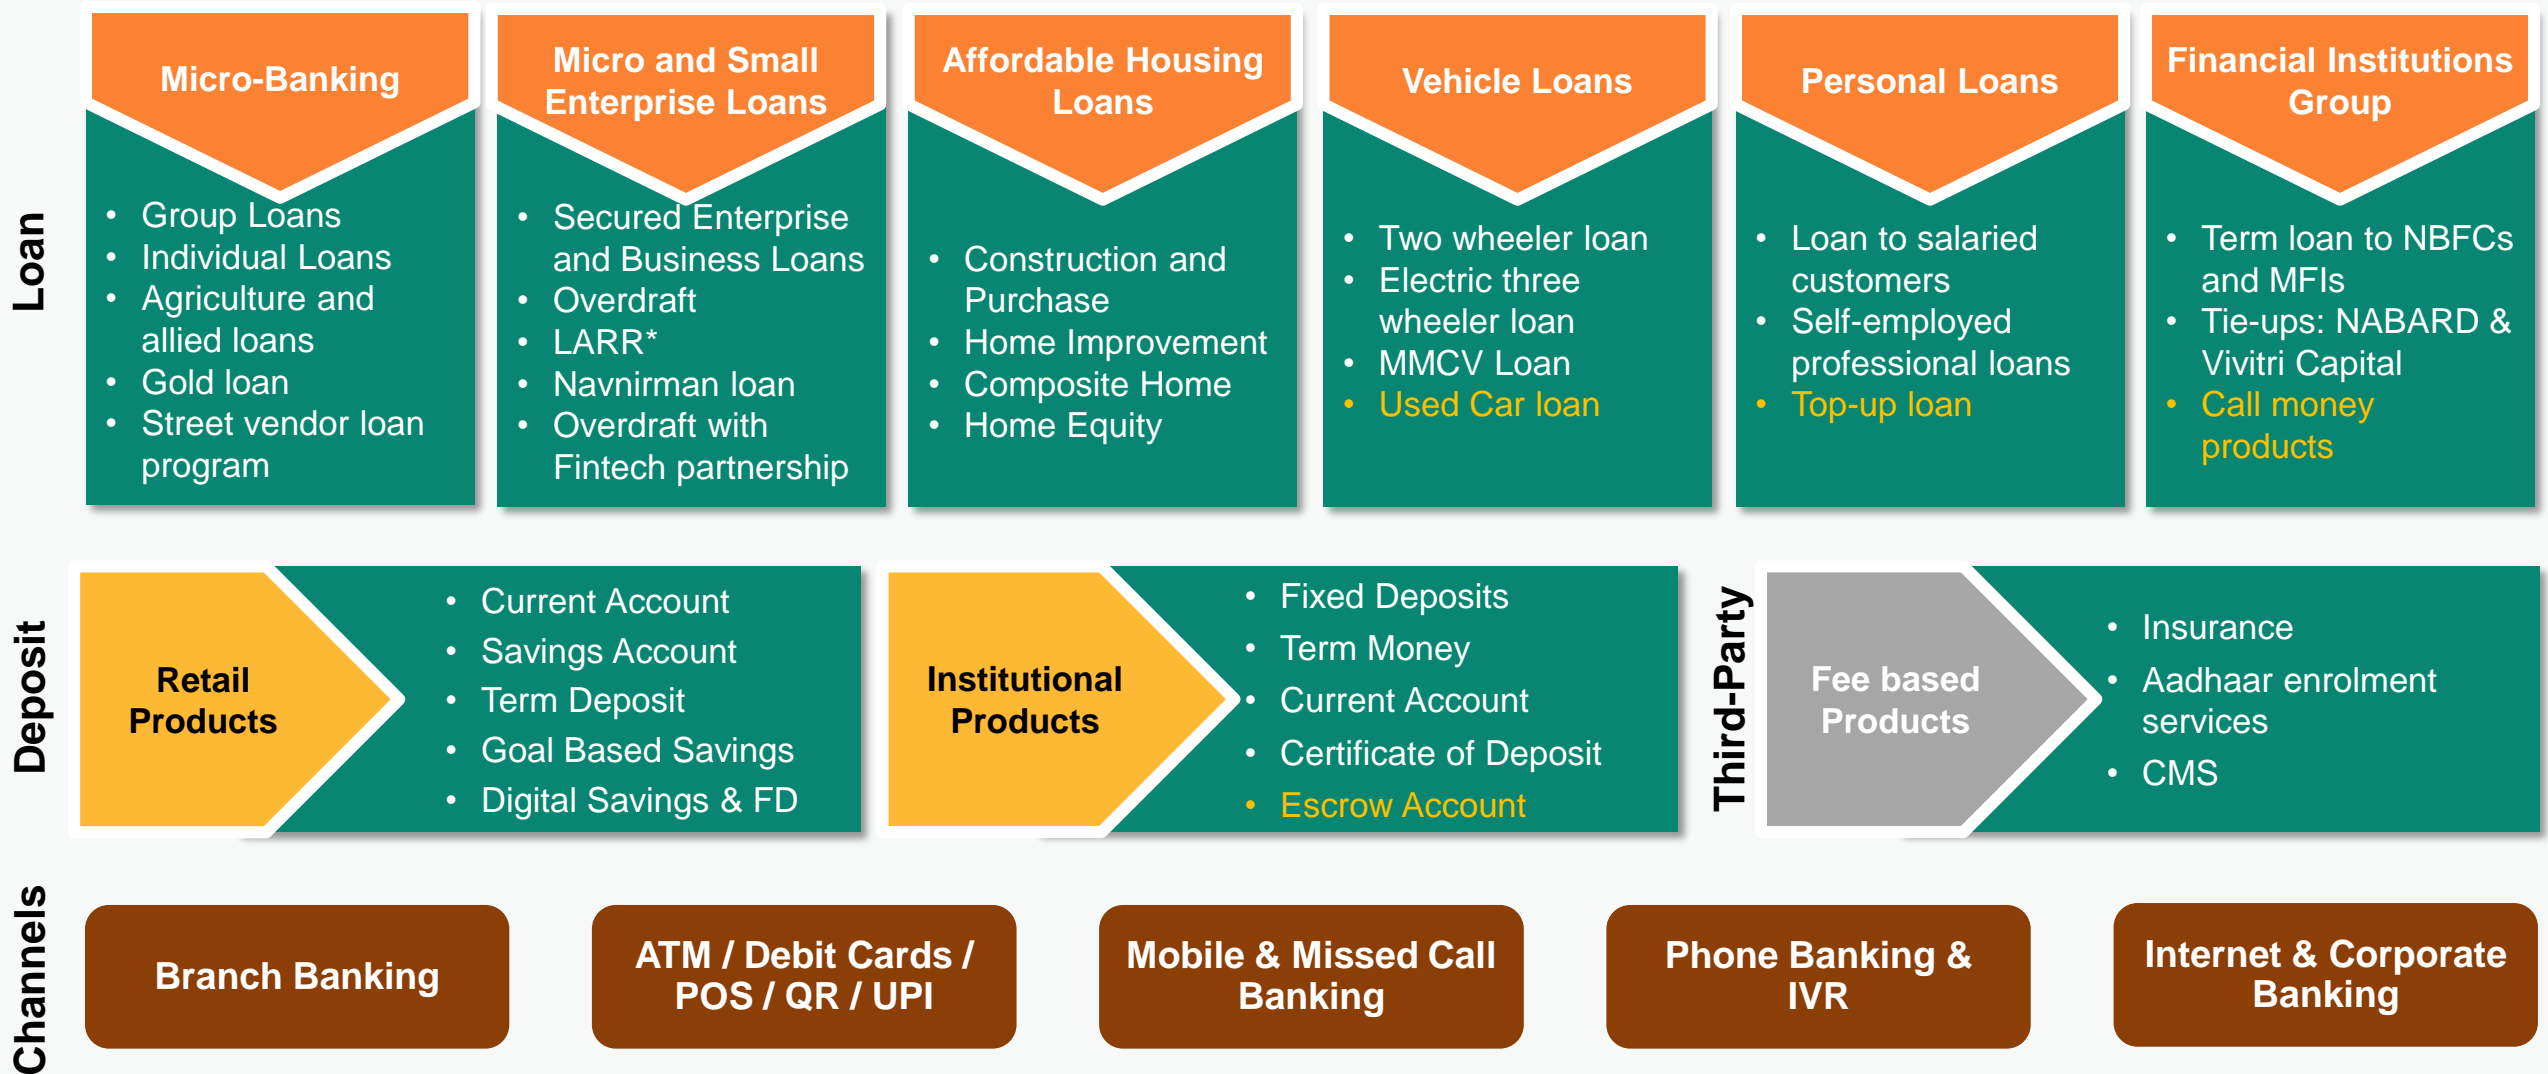 Loan
Micro-Banking
• Group Loans
• Individual Loans
• Agriculture and
allied loans
• Gold loan
• Street vendor loan
program
Micro and Small
Enterprise Loans
• Secured Enterprise
and Business Loans
• Overdraft
• LARR*
• Navnirman loan
• Overdraft with
Fintech partnership
Affordable Housing
Loans
• Construction and
Purchase
• Home Improvement
• Composite Home
• Home Equity
Vehicle Loans
• Two wheeler loan
• Electric three
wheeler loan
• MMCV Loan
• Used Car loan
Personal Loans
• Loan to salaried
customers
• Self-employed
professional loans
• Top-up loan
Financial Institutions
Group
• Term loan to NBFCs
and MFIs
• Tie-ups: NABARD &
Vivitri Capital
• Call money
products
Deposit
Retail
Products
• Current Account
• Savings Account
• Term Deposit
• Goal Based Savings
• Digital Savings & FD
Institutional
Products
• Fixed Deposits
• Term Money
• Current Account
• Certificate of Deposit
• Escrow Account
Third-Party
Fee based
Products
• Insurance
• Aadhaar enrolment
services
• CMS
Channels
Branch Banking
ATM / Debit Cards /
POS / QR / UPI
Mobile & Missed Call
Banking
Phone Banking &
IVR
Internet & Corporate
Banking